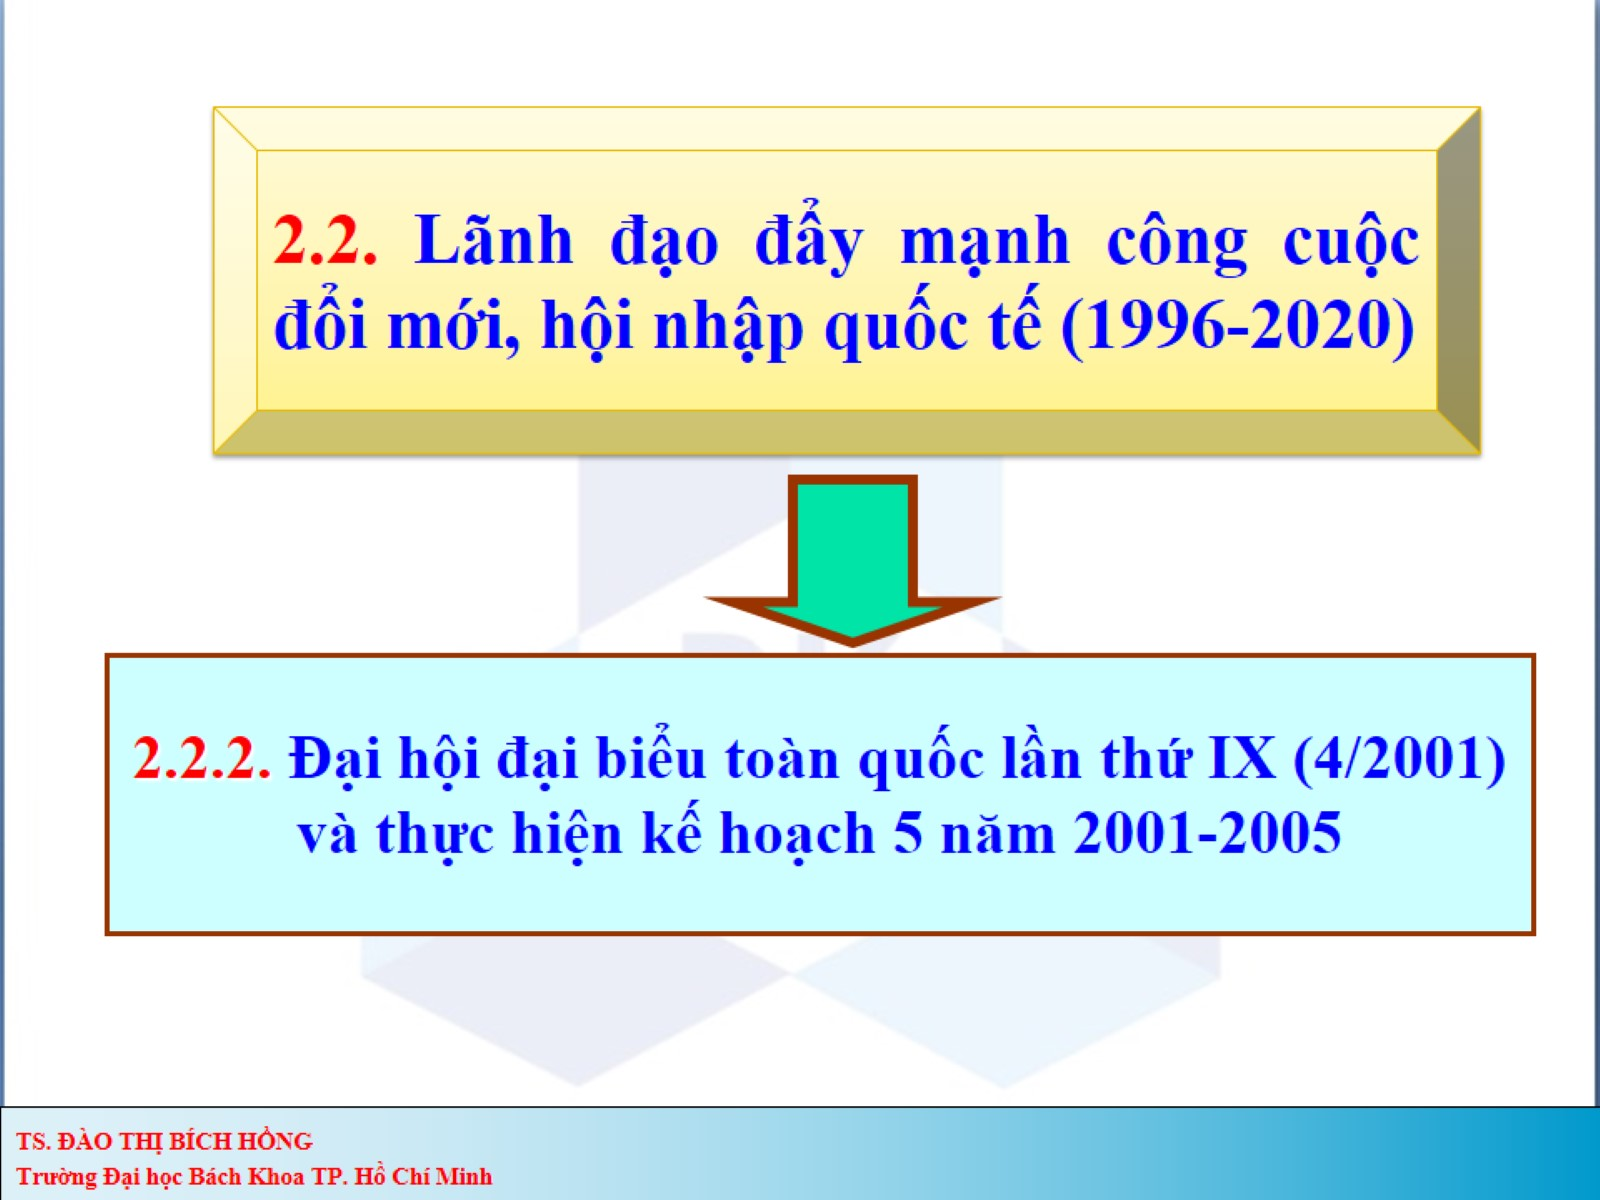 2.2. Lãnh đạo đẩy mạnh công cuộc
đổi mới, hội nhập quốc tế (1996-2020)
2.2.2. Đại hội đại biểu toàn quốc lần thứ IX (4/2001)
và thực hiện kế hoạch 5 năm 2001-2005
TS. ĐÀO THỊ BÍCH HỒNG
Trường Đại học Bách Khoa TP. Hồ Chí Minh